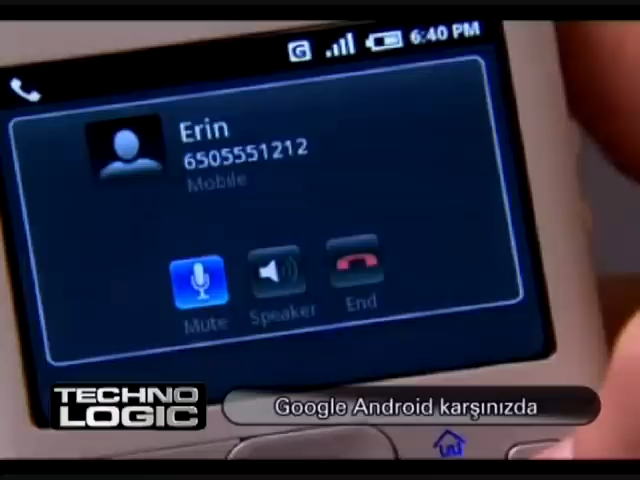 G 6:40 PM
Erin
6505551212
Mobile
Mute Speaker End
TECHNO
LOGIC
Google Android karşınızda